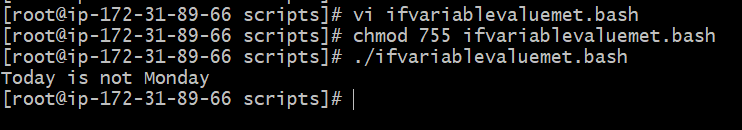 [root@ip-172-31-89-66 scripts]# vi ifvariablevaluemet.bash
[root@ip-172-31-89-66 scripts]# chmod 755 ifvariablevaluemet.bash
[root@ip-172-31-89-66 scripts]# ./ifvariablevaluemet.bash
Today is not Monday
[root@ip-172-31-89-66 scripts]#